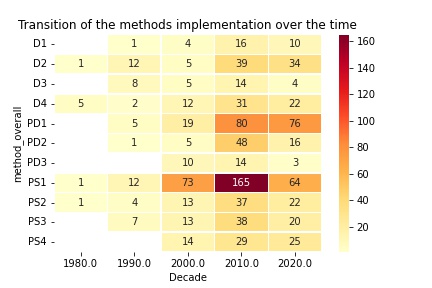 Transition of the methods implementation over the time
D1 1 4 16 10
D2 1 12 5 39 34
D3 8 5 14 4
D4 5 2 12 31 22
PD1 5 19 80 76
PD2 1 5 48 16
PD3 10 14 3
PS1 1 12 73 165 64
PS2 1 4 13 37 22
PS3 7 13 38 20
PS4 14 29 25
1980.0 1990.0 2000.0 2010.0 2020.0
Decade
method_overall
160
140
120
100
80
60
40
20